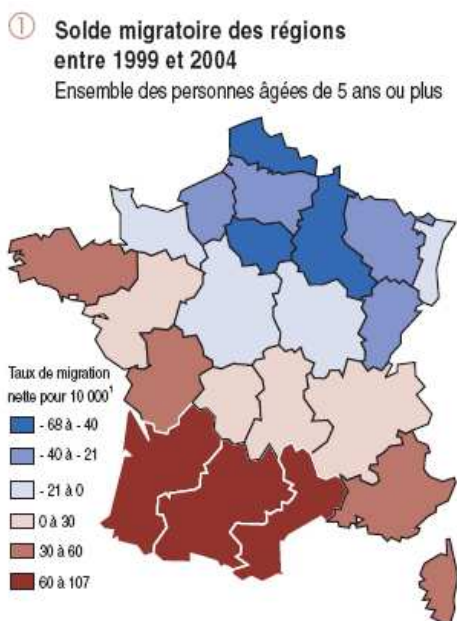 ①
Solde migratoire des régions
entre 1999 et 2004
Ensemble des personnes âgées de 5 ans ou plus
Taux de migration
nette pour 10 000¹
- 68 à - 40
- 40 à - 21
- 21 à 0
0 à 30
30 à 60
60 à 107